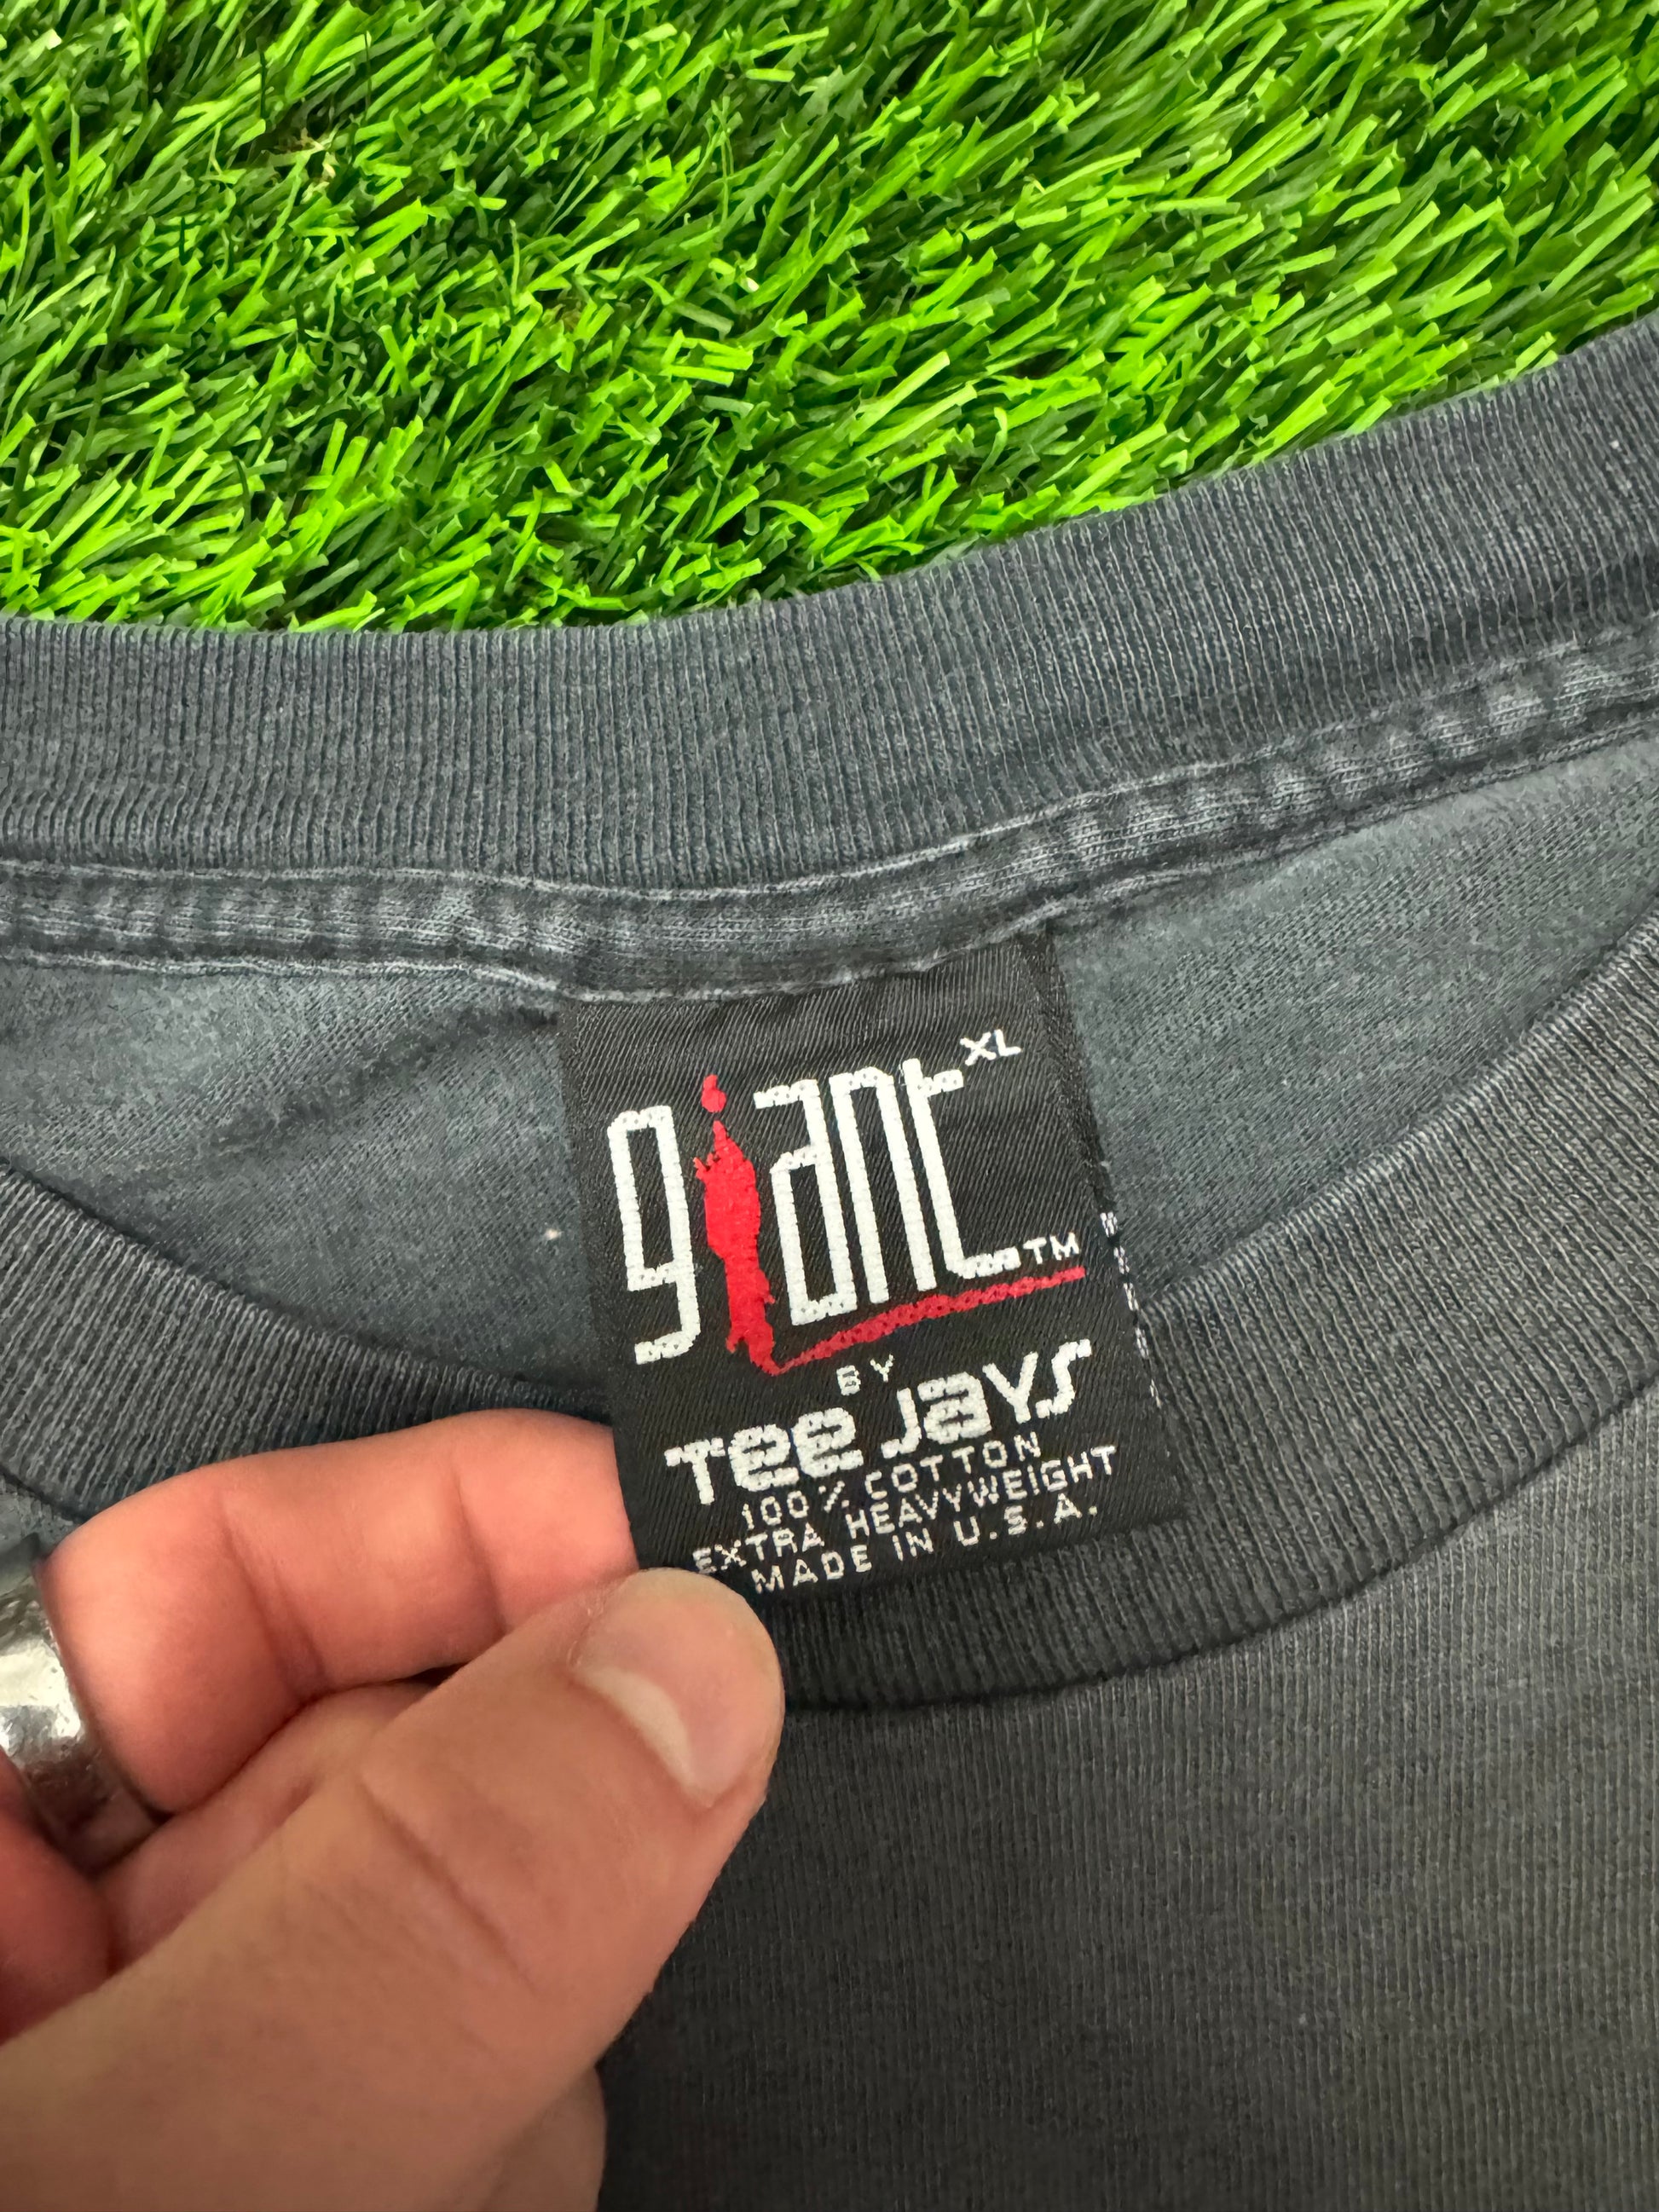 giant XL
TM
BY
Tee Jays
100% COTTON
EXTRA HEAVYWEIGHT
MADE IN U.S.A.